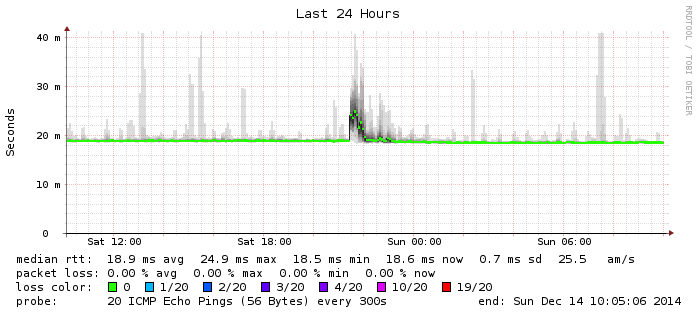 Last 24 Hours
RRDTOOL / TOBI OETIKER
Seconds
40 m
30 m
20 m
10 m
0
Sat 12:00 Sat 18:00 Sun 00:00 Sun 06:00
median rtt: 18.9 ms avg 24.9 ms max 18.5 ms min 18.6 ms now 0.7 ms sd 25.5 am/s
packet loss: 0.00 % avg 0.00 % max 0.00 % min 0.00 % now
loss color: 0 1/20 2/20 3/20 4/20 10/20 19/20
probe: 20 ICMP Echo Pings (56 Bytes) every 300s end: Sun Dec 14 10:05:06 2014